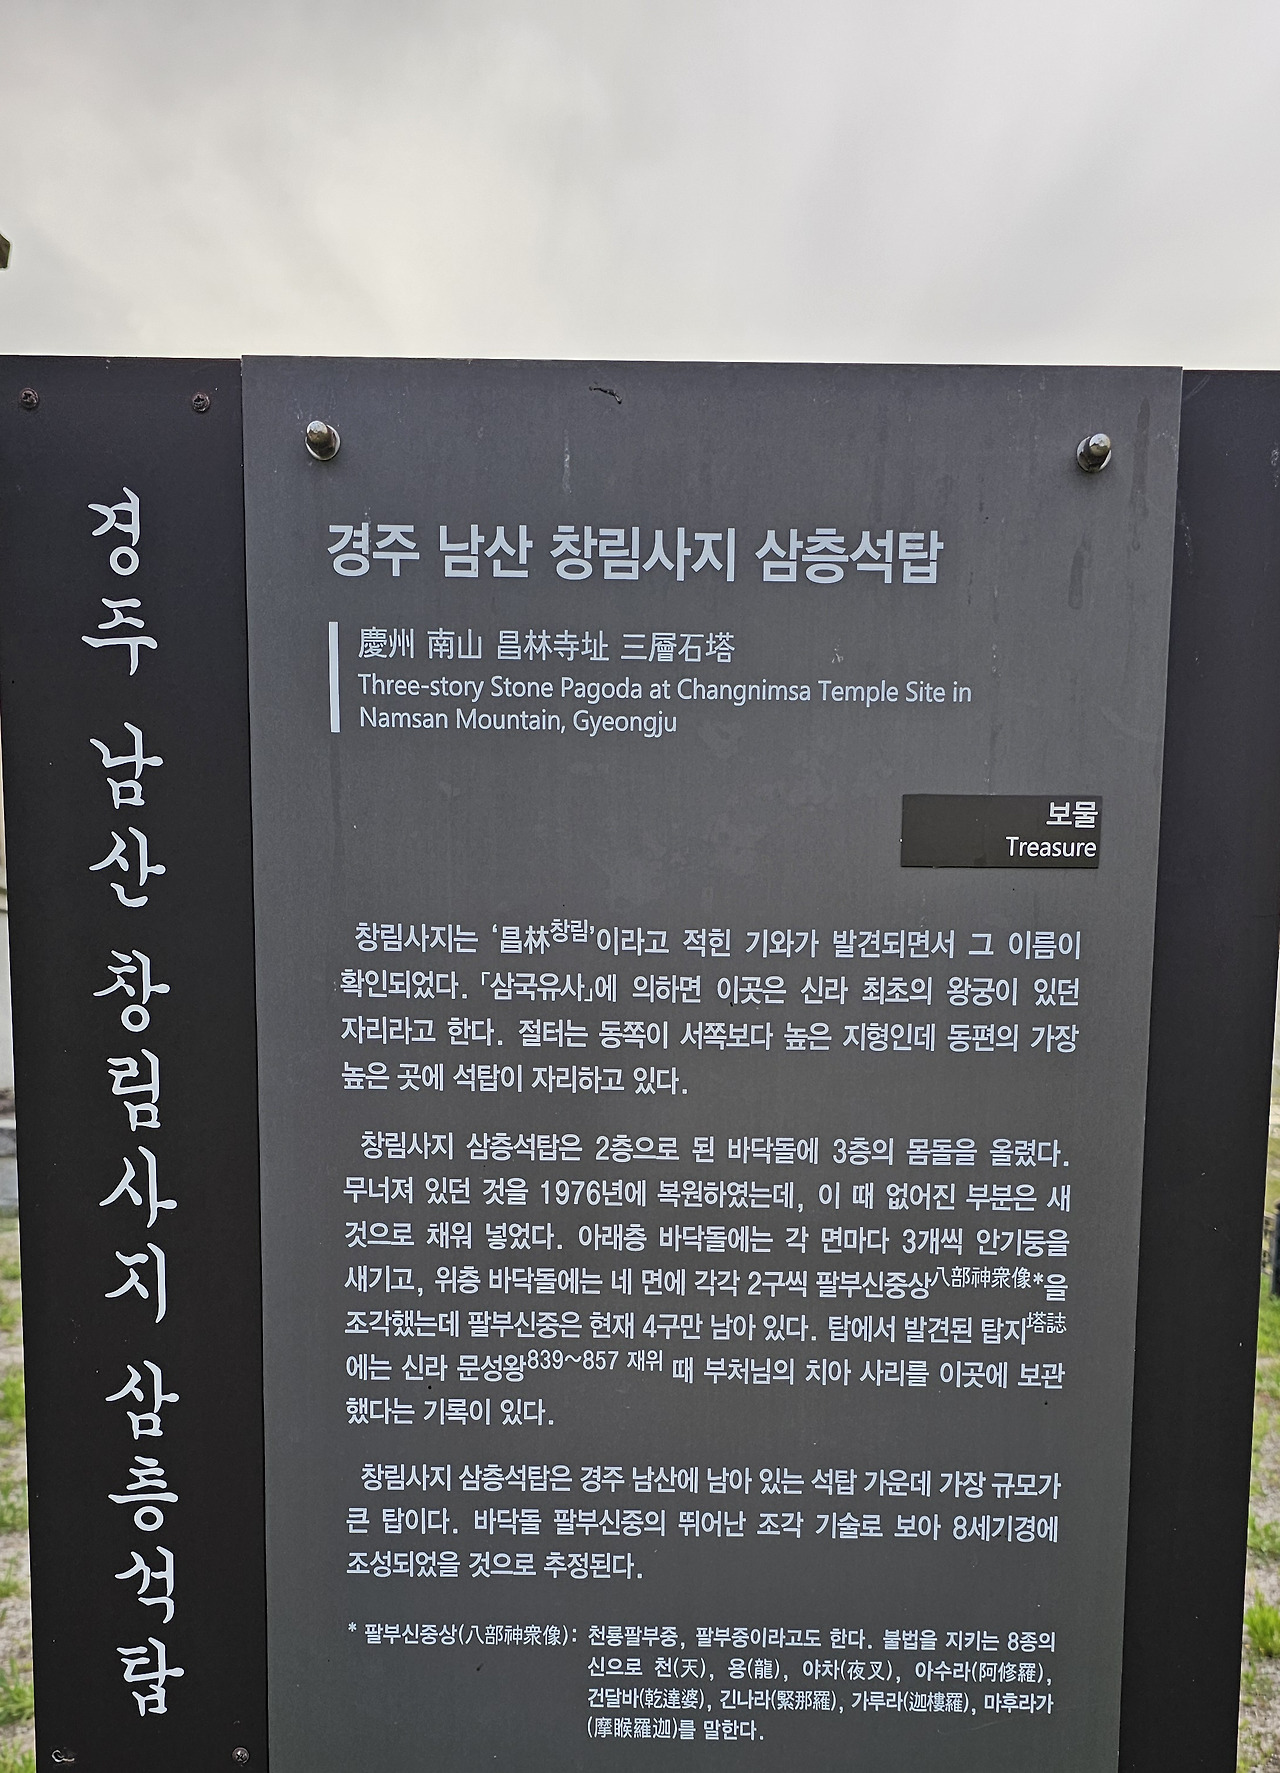 경주 남산 창림사지 삼층석탑
경주 남산 창림사지 삼층석탑
慶州 南山 昌林寺址 三層石塔
Three-story Stone Pagoda at Changnimsa Temple Site in
Namsan Mountain, Gyeongju
보물
Treasure
창림사지는 ‘昌林창림’이라고 적힌 기와가 발견되면서 그 이름이
확인되었다. 「삼국유사」에 의하면 이곳은 신라 최초의 왕궁이 있던
자리라고 한다. 절터는 동쪽이 서쪽보다 높은 지형인데 동편의 가장
높은 곳에 석탑이 자리하고 있다.
창림사지 삼층석탑은 2층으로 된 바닥돌에 3층의 몸돌을 올렸다.
무너져 있던 것을 1976년에 복원하였는데, 이 때 없어진 부분은 새
것으로 채워 넣었다. 아래층 바닥돌에는 각 면마다 3개씩 안기둥을
새기고, 위층 바닥돌에는 네 면에 각각 2구씩 팔부신중상八部神衆像*을
조각했는데 팔부신중은 현재 4구만 남아 있다. 탑에서 발견된 탑지塔誌
에는 신라 문성왕839~857 재위 때 부처님의 치아 사리를 이곳에 보관
했다는 기록이 있다.
창림사지 삼층석탑은 경주 남산에 남아 있는 석탑 가운데 가장 규모가
큰 탑이다. 바닥돌 팔부신중의 뛰어난 조각 기술로 보아 8세기경에
조성되었을 것으로 추정된다.
* 팔부신중상(八部神衆像): 천룡팔부중, 팔부중이라고도 한다. 불법을 지키는 8종의
신으로 천(天), 용(龍), 야차(夜叉), 아수라(阿修羅),
건달바(乾達婆), 긴나라(緊那羅), 가루라(迦樓羅), 마후라가
(摩睺羅迦)를 말한다.